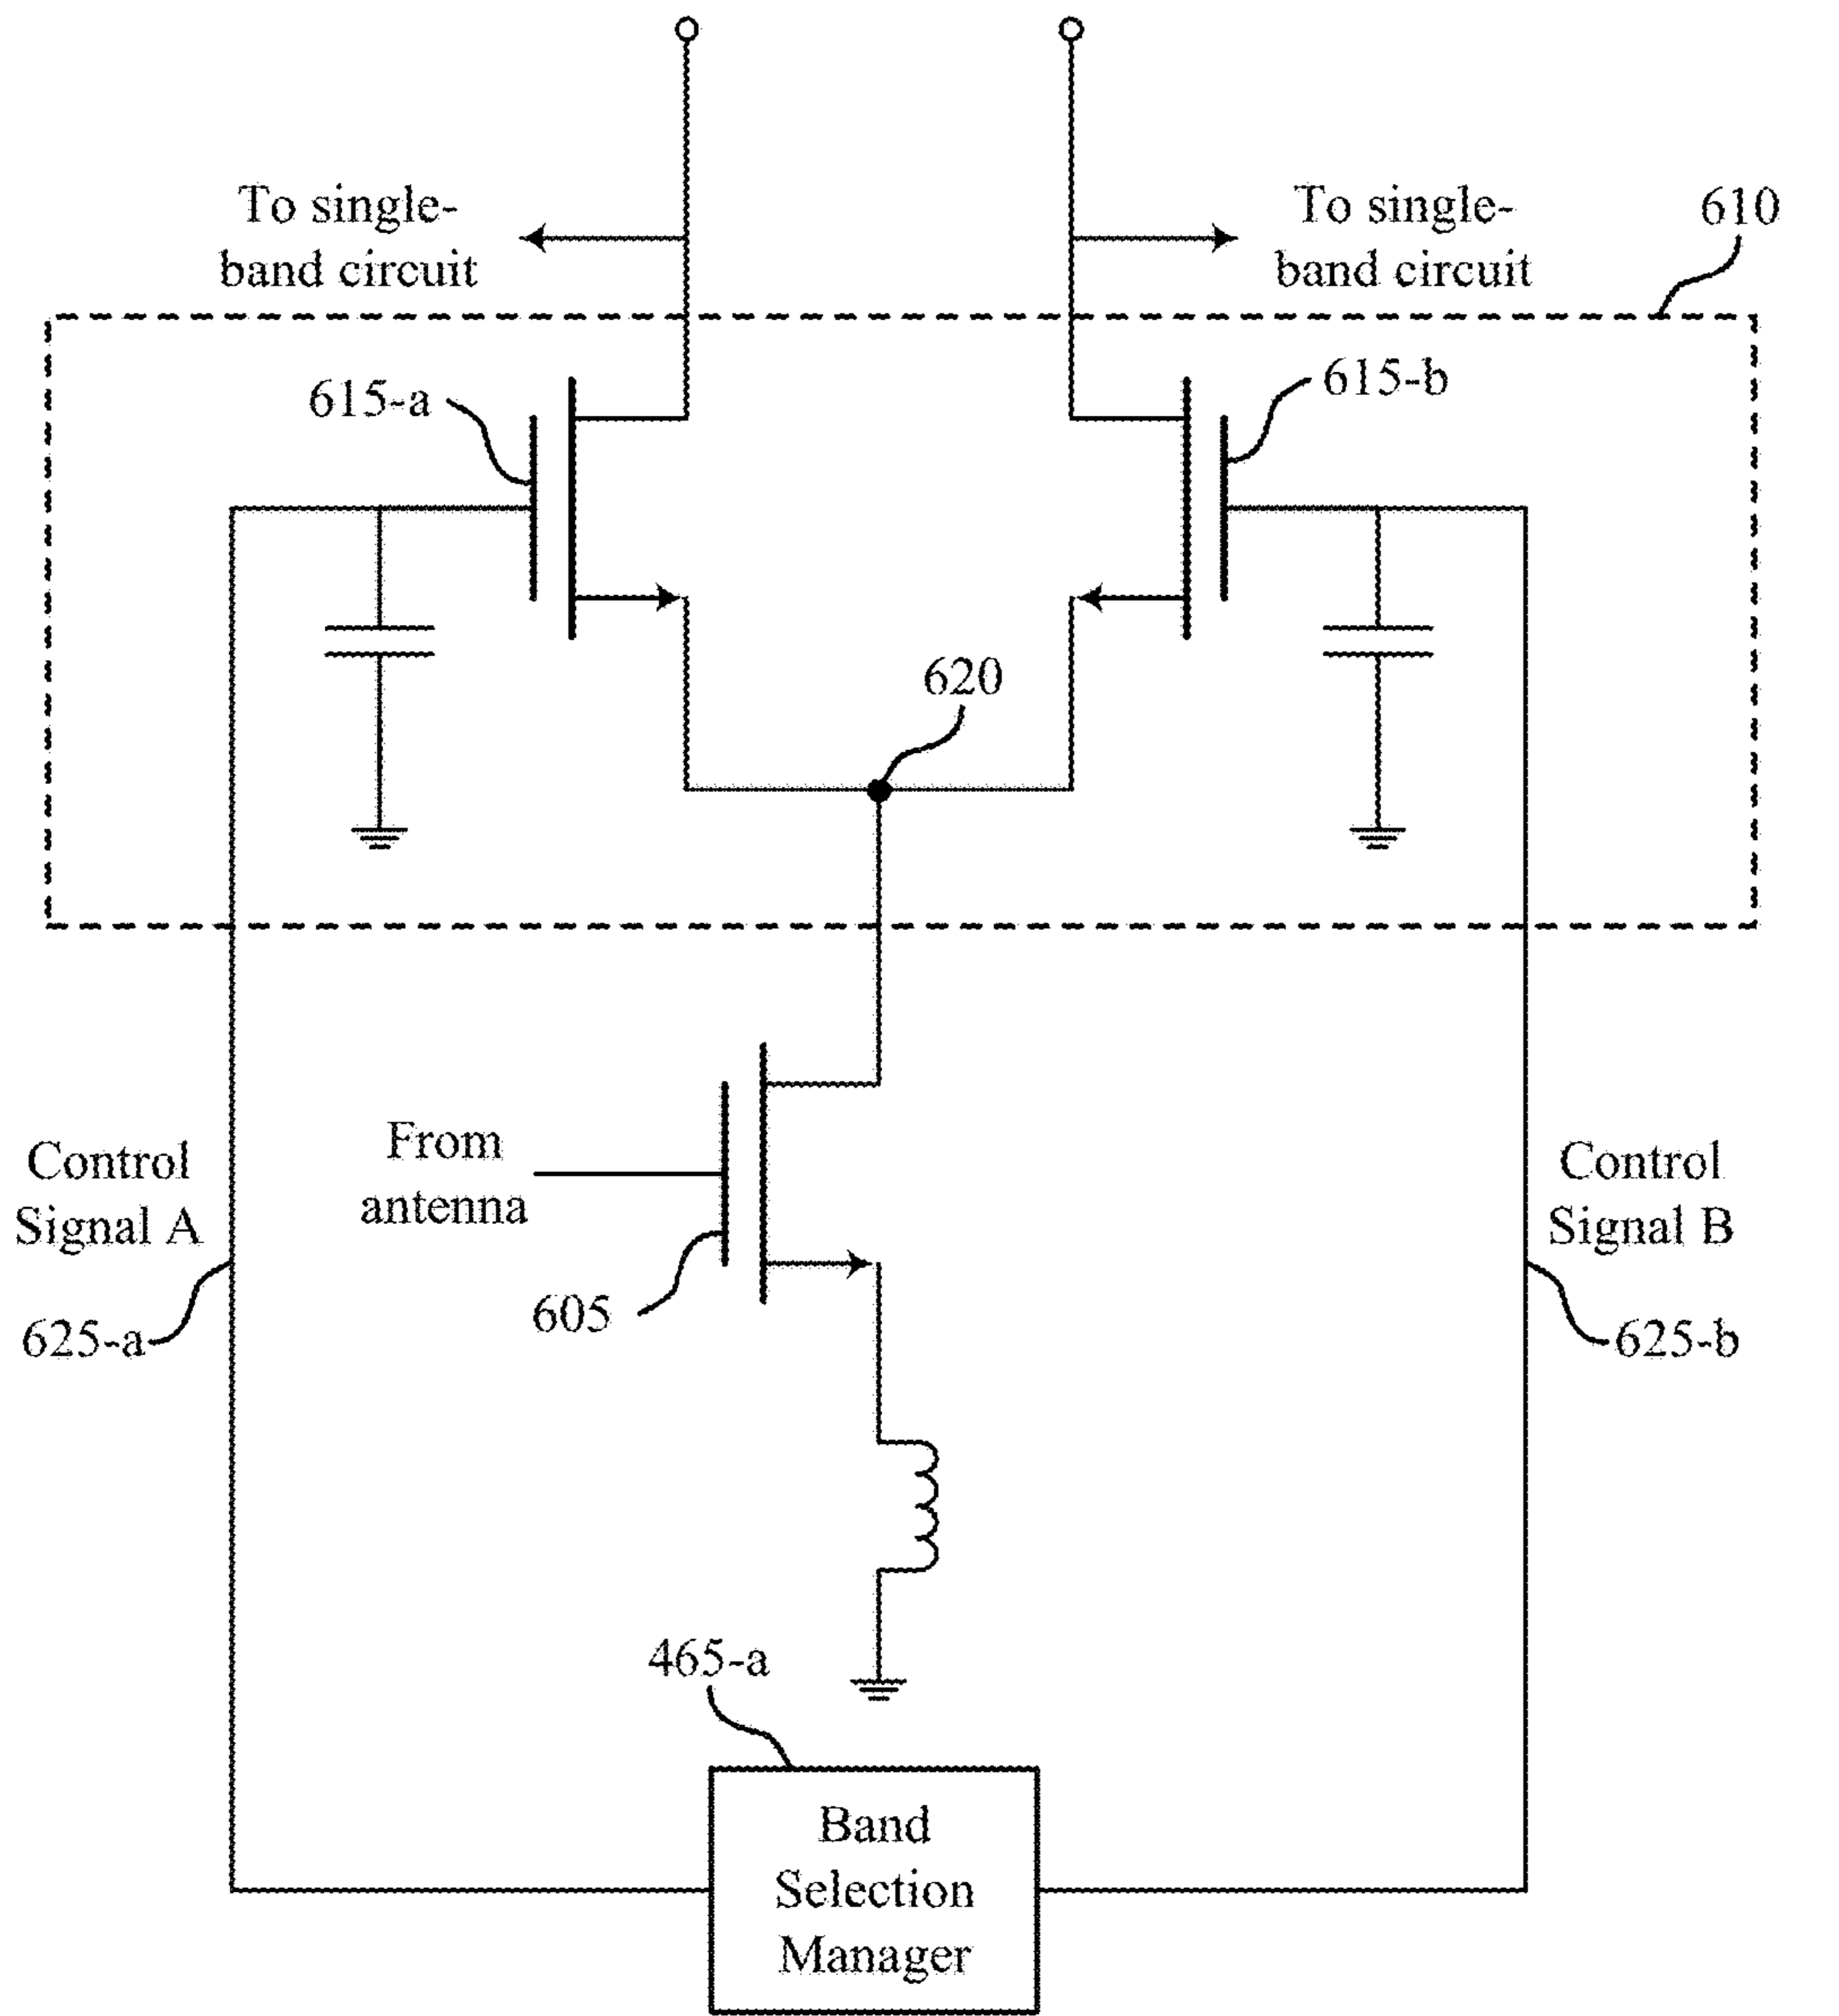 To single-
band circuit
To single-
band circuit
610
615-a
615-b
620
From
antenna
Control
Signal A
Control
Signal B
605
625-a
625-b
465-a
Band
Selection
Manager